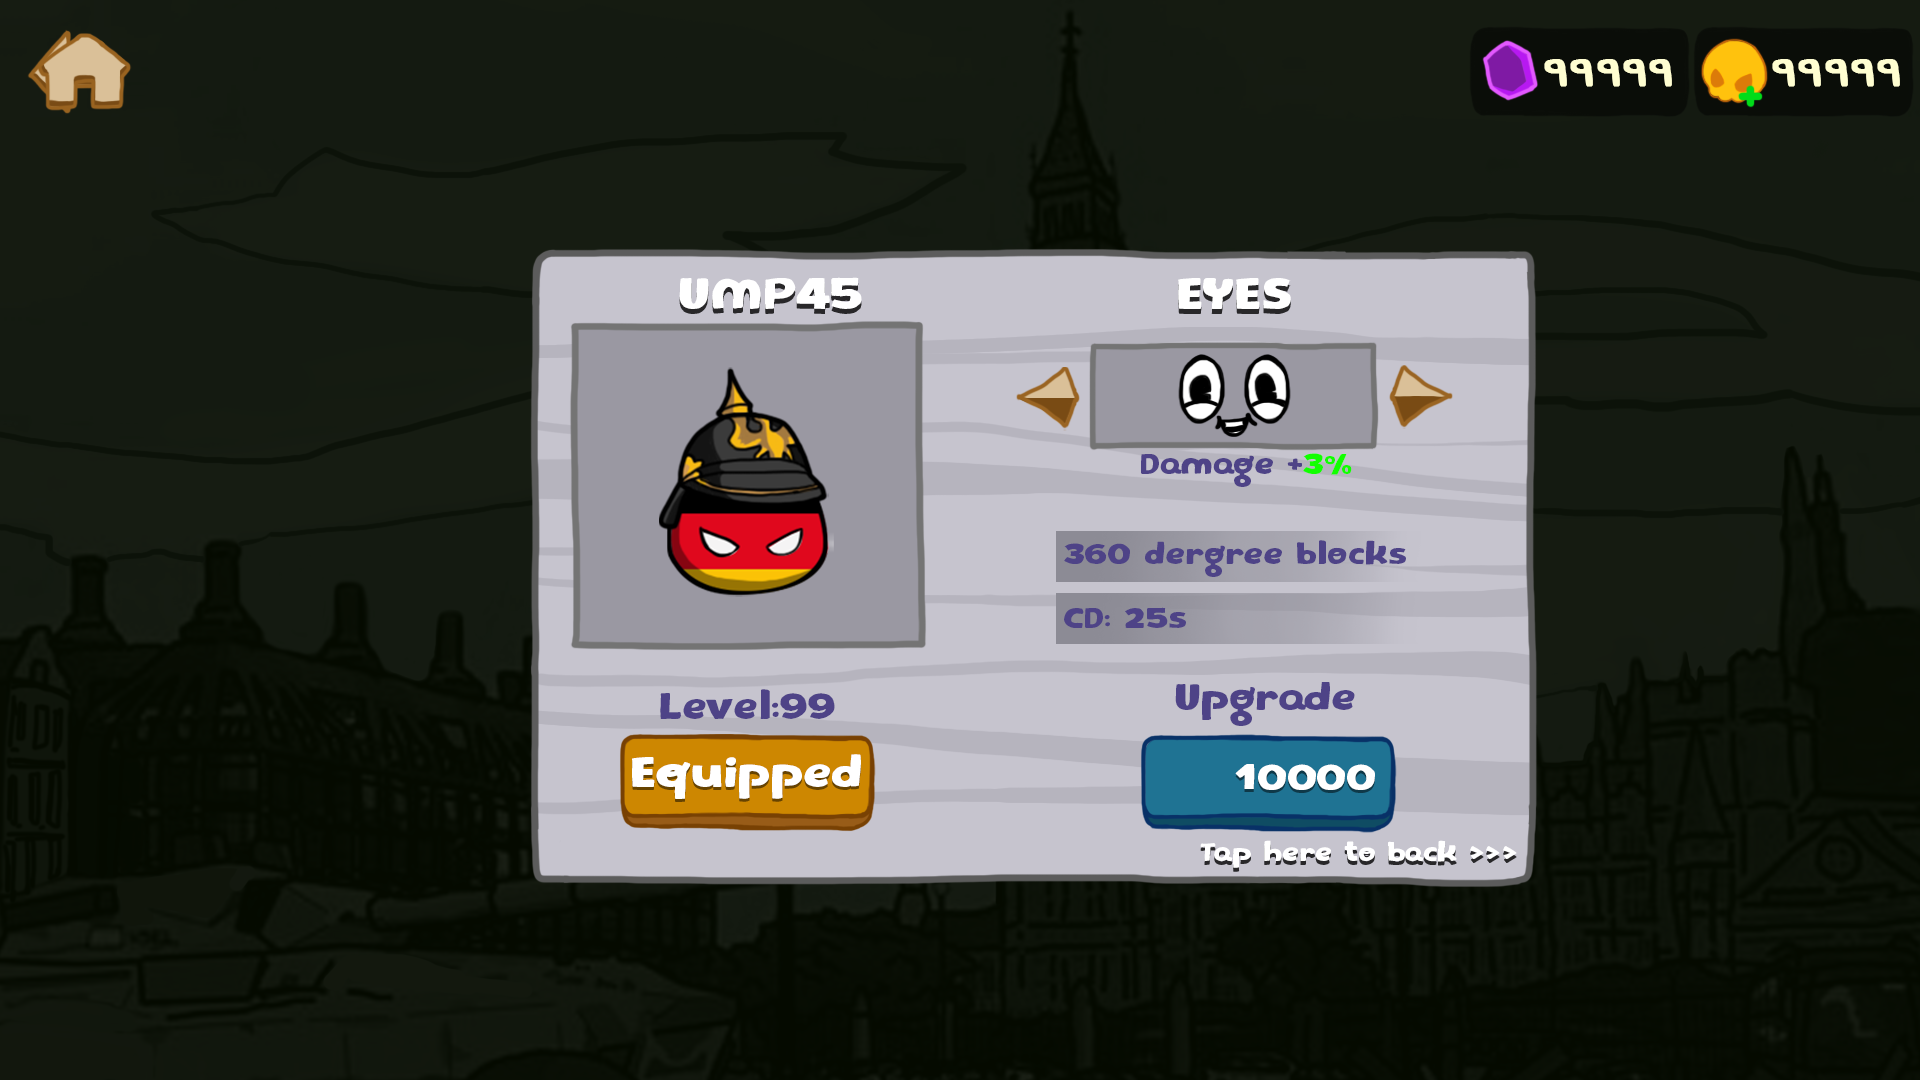 99999
99999
UMP45
EYES
Damage +3%
360 dergree blocks
CD: 25s
Level:99
Upgrade
Equipped
10000
Tap here to back >>>